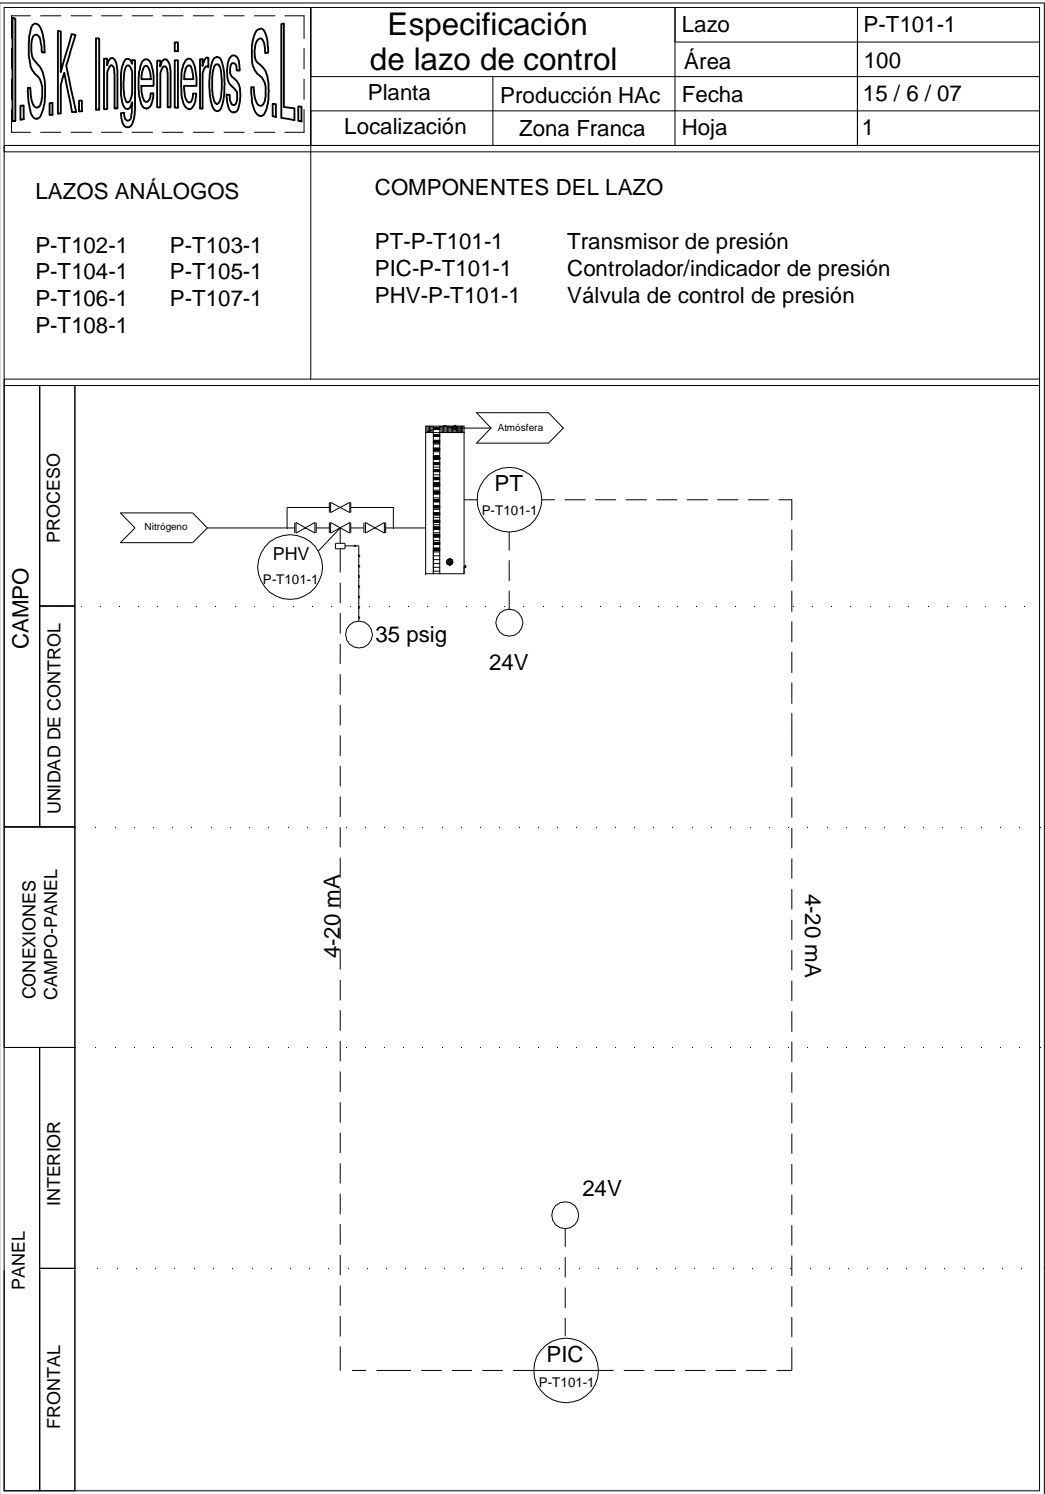 I.S.K. Ingenieros S.L.
Especificación
de lazo de control
Lazo
P-T101-1
Área
100
Planta
Producción HAc
Fecha
15 / 6 / 07
Localización
Zona Franca
Hoja
1
LAZOS ANÁLOGOS
P-T102-1 P-T103-1
P-T104-1 P-T105-1
P-T106-1 P-T107-1
P-T108-1
COMPONENTES DEL LAZO
PT-P-T101-1 Transmisor de presión
PIC-P-T101-1 Controlador/indicador de presión
PHV-P-T101-1 Válvula de control de presión
CAMPO
PROCESO
Atmósfera
PT
P-T101-1
Nitrógeno
PHV
P-T101-1
UNIDAD DE CONTROL
35 psig
24V
CONEXIONES
CAMPO-PANEL
4-20 mA
4-20 mA
PANEL
INTERIOR
24V
FRONTAL
PIC
P-T101-1